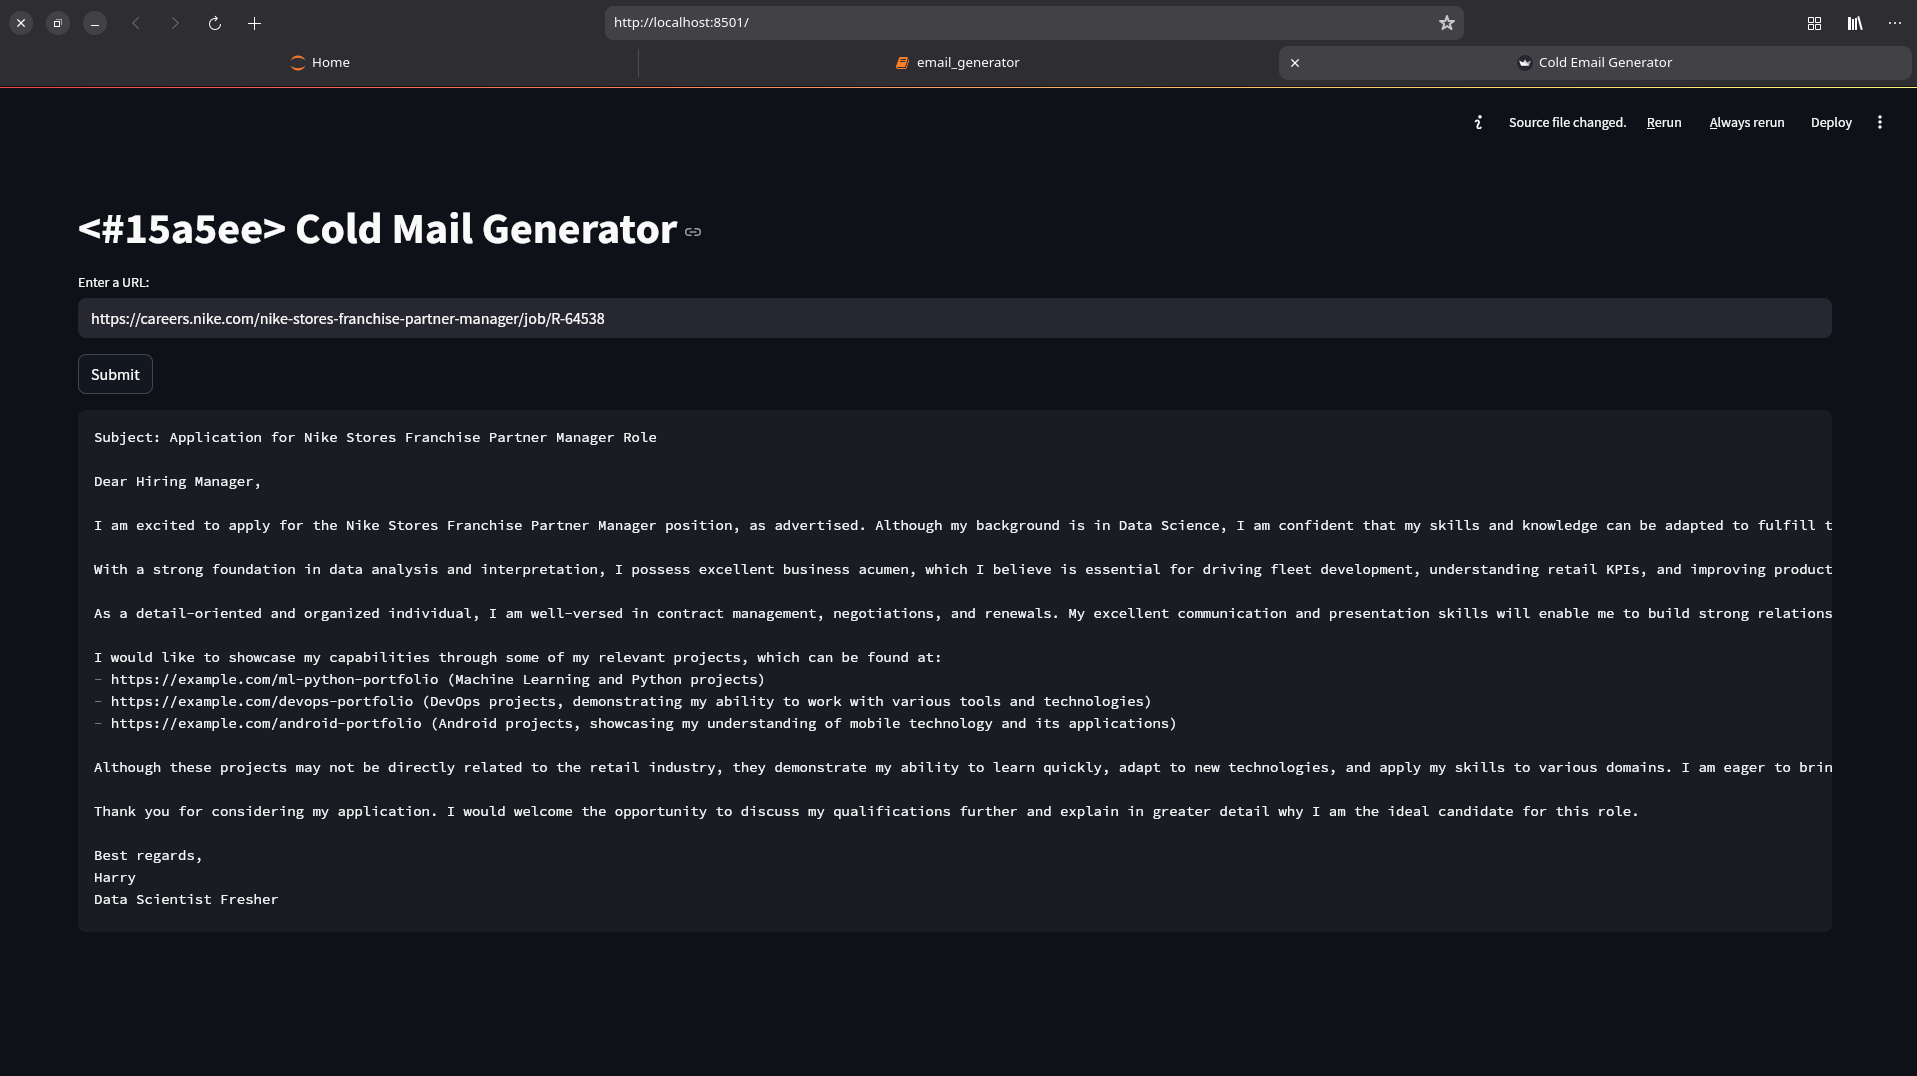 http://localhost:8501/
Home
email_generator
Cold Email Generator
Source file changed. Rerun Always rerun Deploy
<#15a5ee> Cold Mail Generator
Enter a URL:
https://careers.nike.com/nike-stores-franchise-partner-manager/job/R-64538
Submit
Subject: Application for Nike Stores Franchise Partner Manager Role
Dear Hiring Manager,
I am excited to apply for the Nike Stores Franchise Partner Manager position, as advertised. Although my background is in Data Science, I am confident that my skills and knowledge can be adapted to fulfill t
With a strong foundation in data analysis and interpretation, I possess excellent business acumen, which I believe is essential for driving fleet development, understanding retail KPIs, and improving product
As a detail-oriented and organized individual, I am well-versed in contract management, negotiations, and renewals. My excellent communication and presentation skills will enable me to build strong relations
I would like to showcase my capabilities through some of my relevant projects, which can be found at:
- https://example.com/ml-python-portfolio (Machine Learning and Python projects)
- https://example.com/devops-portfolio (DevOps projects, demonstrating my ability to work with various tools and technologies)
- https://example.com/android-portfolio (Android projects, showcasing my understanding of mobile technology and its applications)
Although these projects may not be directly related to the retail industry, they demonstrate my ability to learn quickly, adapt to new technologies, and apply my skills to various domains. I am eager to brin
Thank you for considering my application. I would welcome the opportunity to discuss my qualifications further and explain in greater detail why I am the ideal candidate for this role.
Best regards,
Harry
Data Scientist Fresher